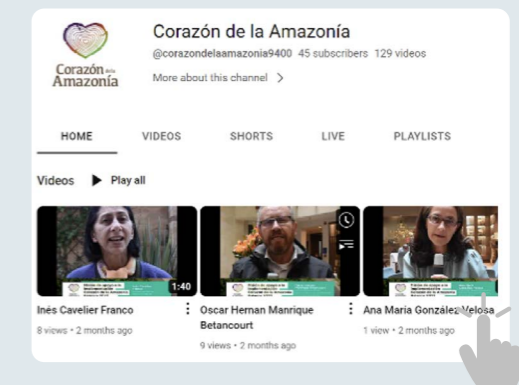 Corazón de la Amazonía
@corazondelaamazonia9400 45 subscribers 129 videos
More about this channel >
Corazón de la
Amazonía
HOME VIDEOS SHORTS LIVE PLAYLISTS
Videos Play all
1:40
Inés Cavelier Franco
Oscar Hernan Manrique
Betancourt
Ana María González Velosa
8 views • 2 months ago
9 views • 2 months ago
1 view • 2 months ago